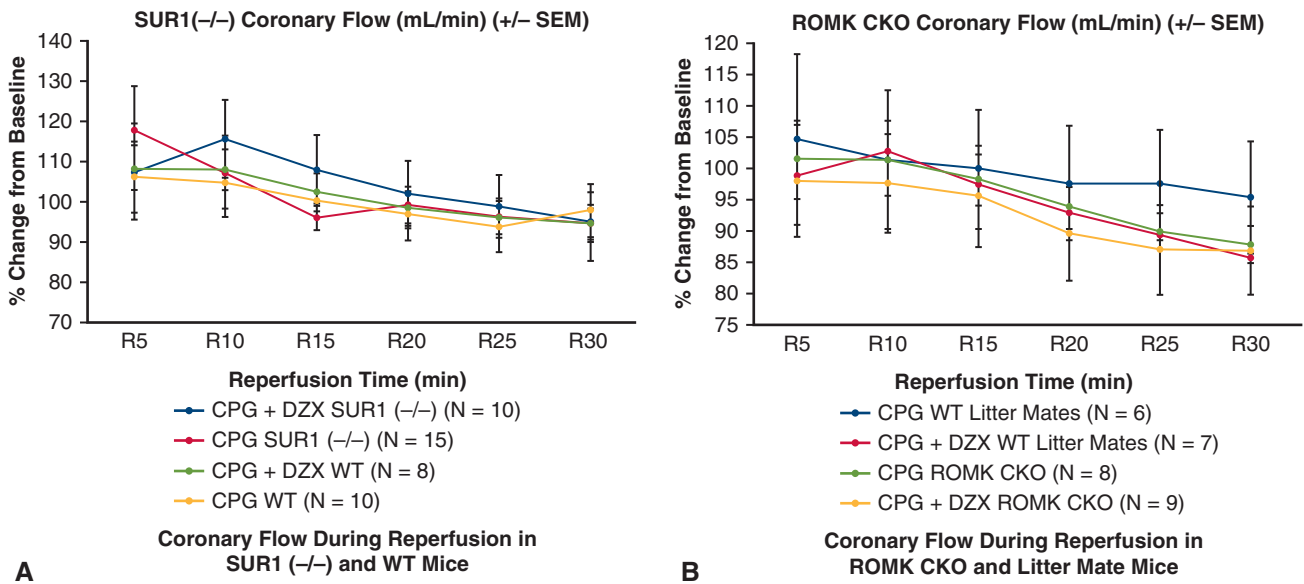 SUR1(–/–) Coronary Flow (mL/min) (+/– SEM)
% Change from Baseline
140
130
120
110
100
90
80
70
R5 R10 R15 R20 R25 R30
Reperfusion Time (min)
CPG + DZX SUR1 (–/–) (N = 10)
CPG SUR1 (–/–) (N = 15)
CPG + DZX WT (N = 8)
CPG WT (N = 10)
A
Coronary Flow During Reperfusion in
SUR1 (–/–) and WT Mice
ROMK CKO Coronary Flow (mL/min) (+/– SEM)
% Change from Baseline
120
115
110
105
100
95
90
85
80
75
R5 R10 R15 R20 R25 R30
Reperfusion Time (min)
CPG WT Litter Mates (N = 6)
CPG + DZX WT Litter Mates (N = 7)
CPG ROMK CKO (N = 8)
CPG + DZX ROMK CKO (N = 9)
B
Coronary Flow During Reperfusion in
ROMK CKO and Litter Mate Mice